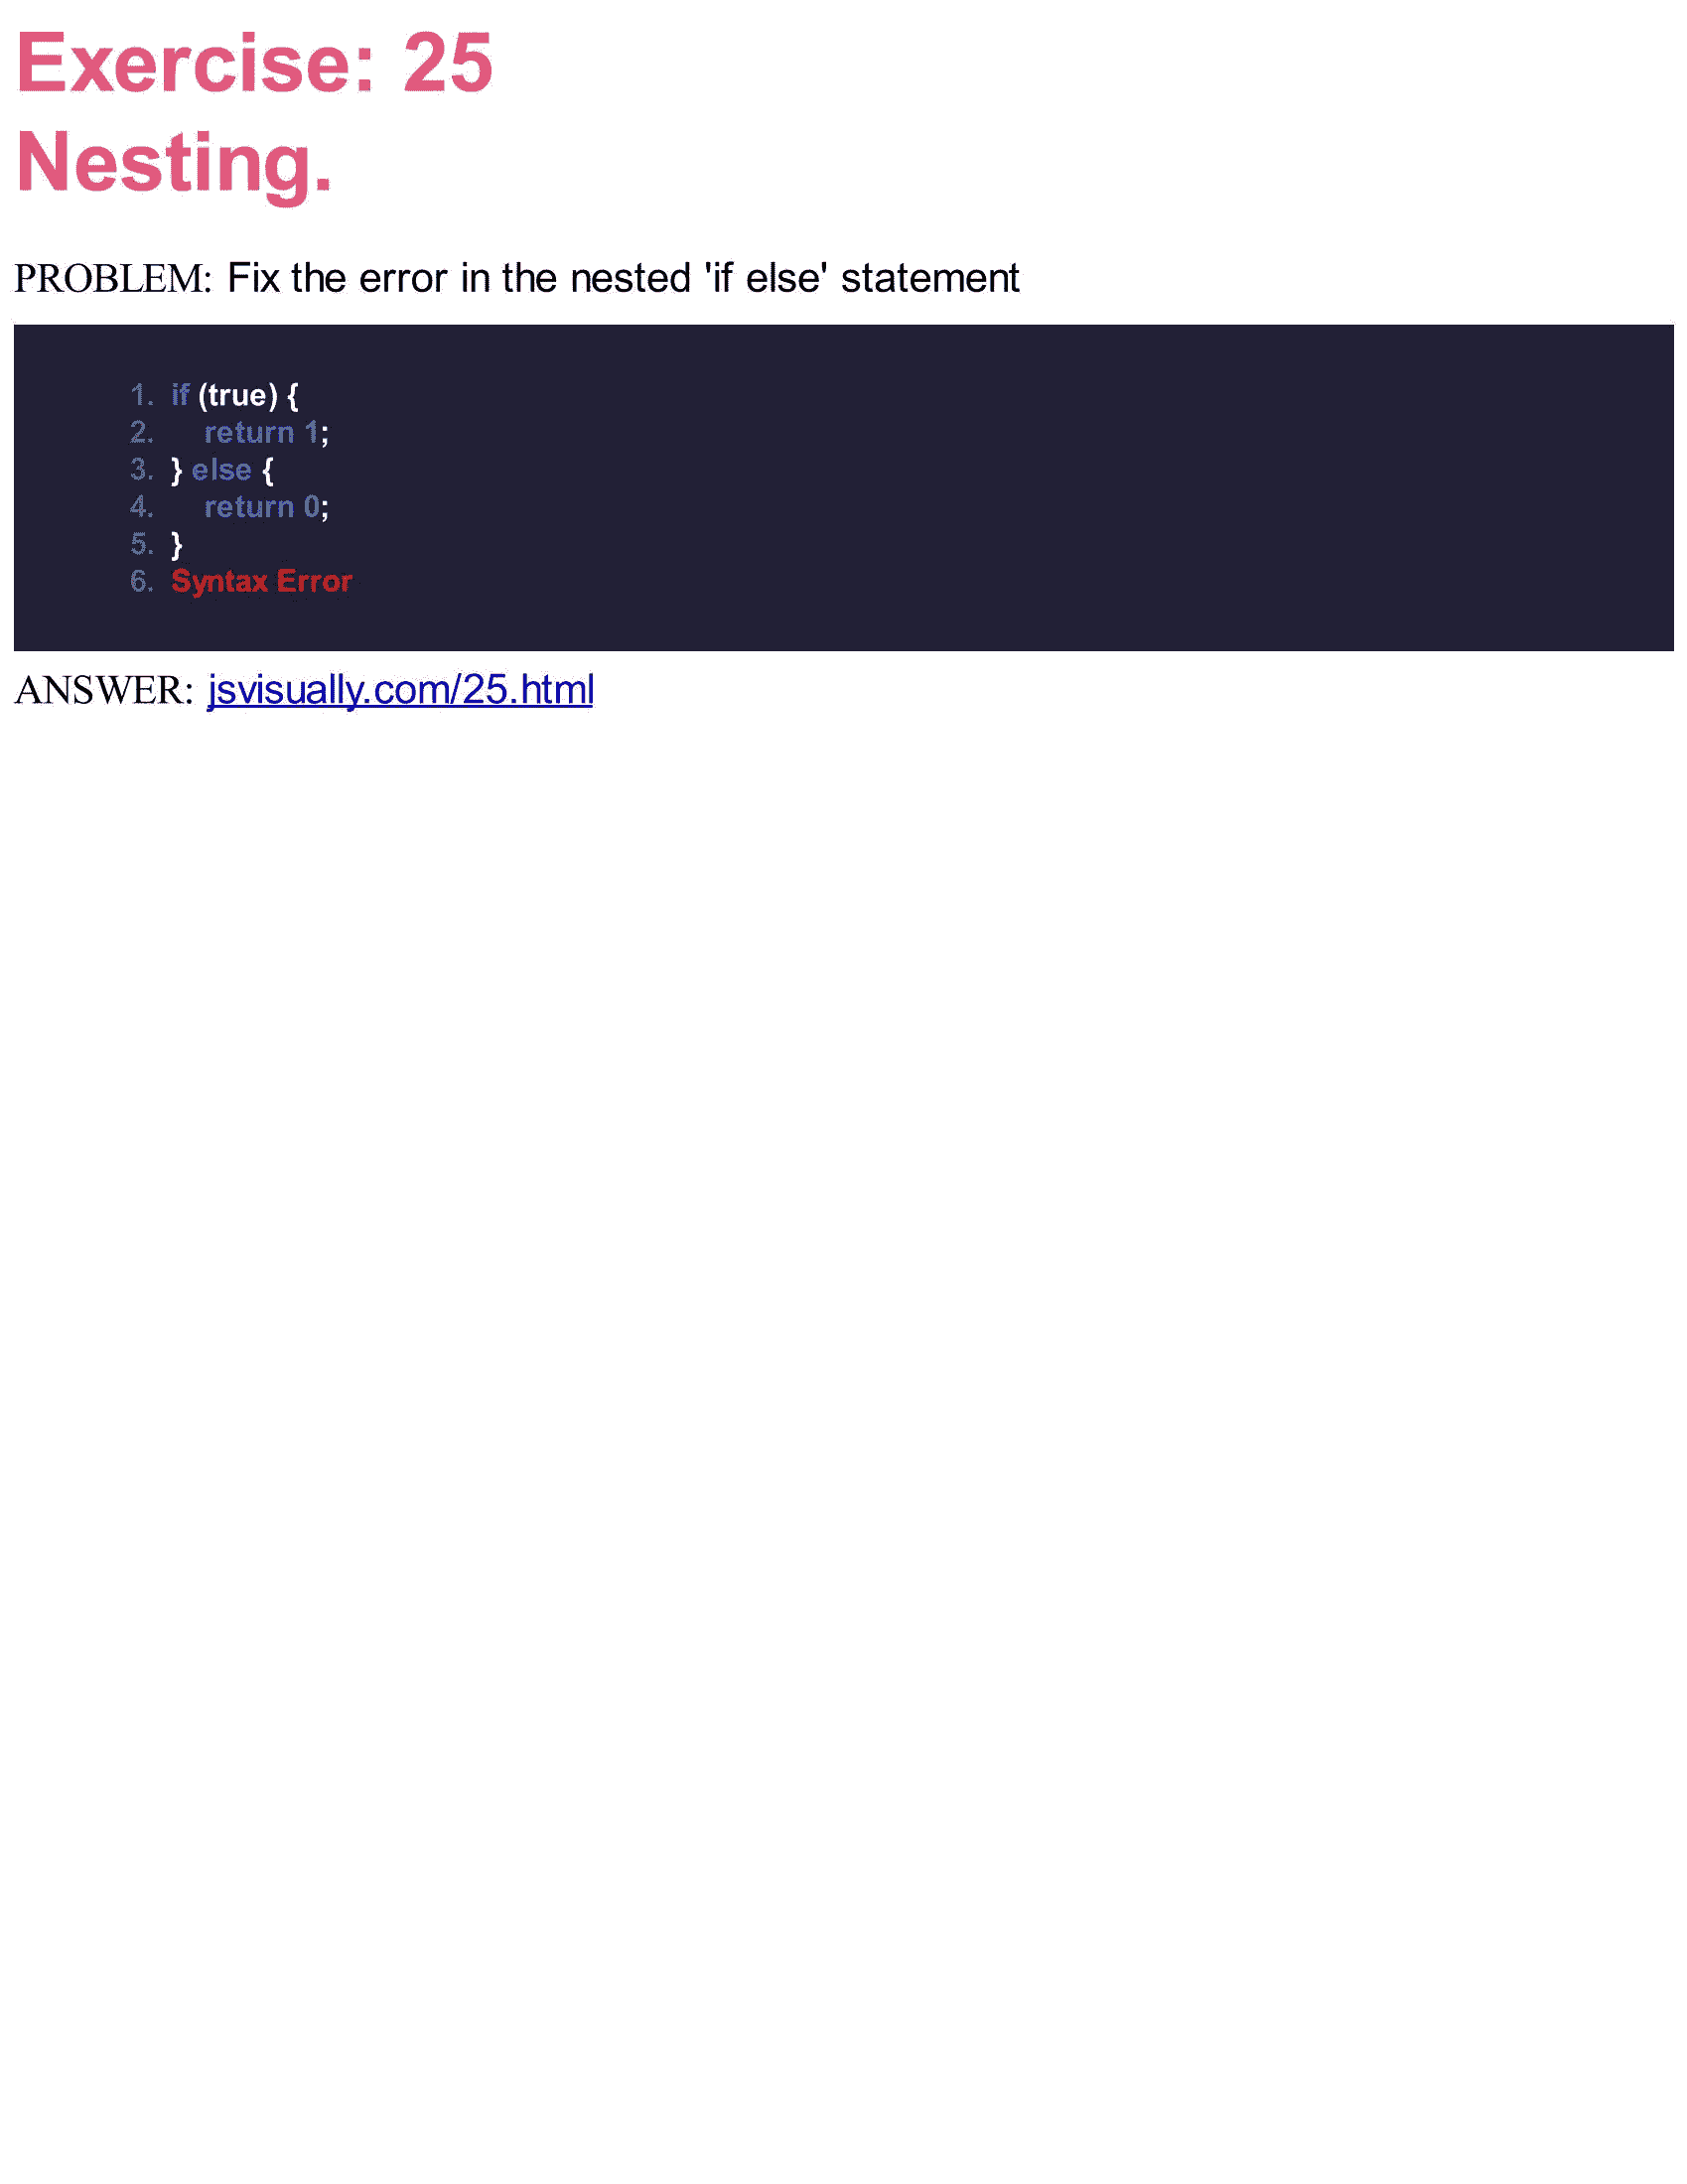 Exercise: 25
Nesting.
PROBLEM: Fix the error in the nested 'if else' statement
1. if (true) {
2. return 1;
3. } else {
4. return 0;
5. }
6. Syntax Error
ANSWER: jsvisually.com/25.html